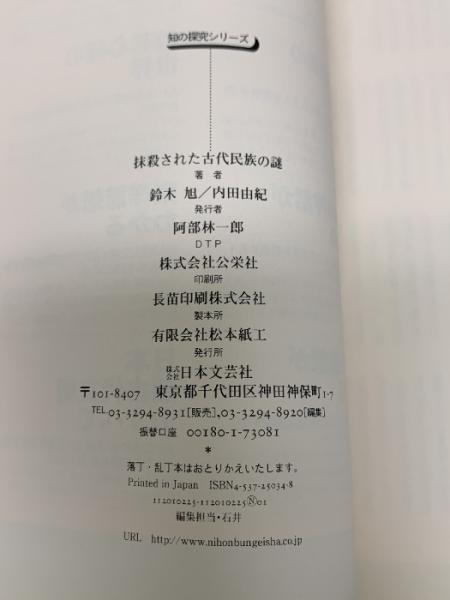 知の探究シリーズ
抹殺された古代民族の謎
著者
鈴木 旭／内田由紀
発行者
阿部林一郎
DTP
株式会社公栄社
印刷所
長苗印刷株式会社
製本所
有限会社松本紙工
発行所
株式会社日本文芸社
〒101-8407 東京都千代田区神田神保町1-7
TEL 03-3294-8931[販売],03-3294-8920[編集]
振替口座 00180-1-73081
*
落丁・乱丁本はおとりかえいたします。
Printed in Japan ISBN4-537-25034-8
112010225-112010225Ⓝ01
編集担当・石井
URL http://www.nihonbungeisha.co.jp